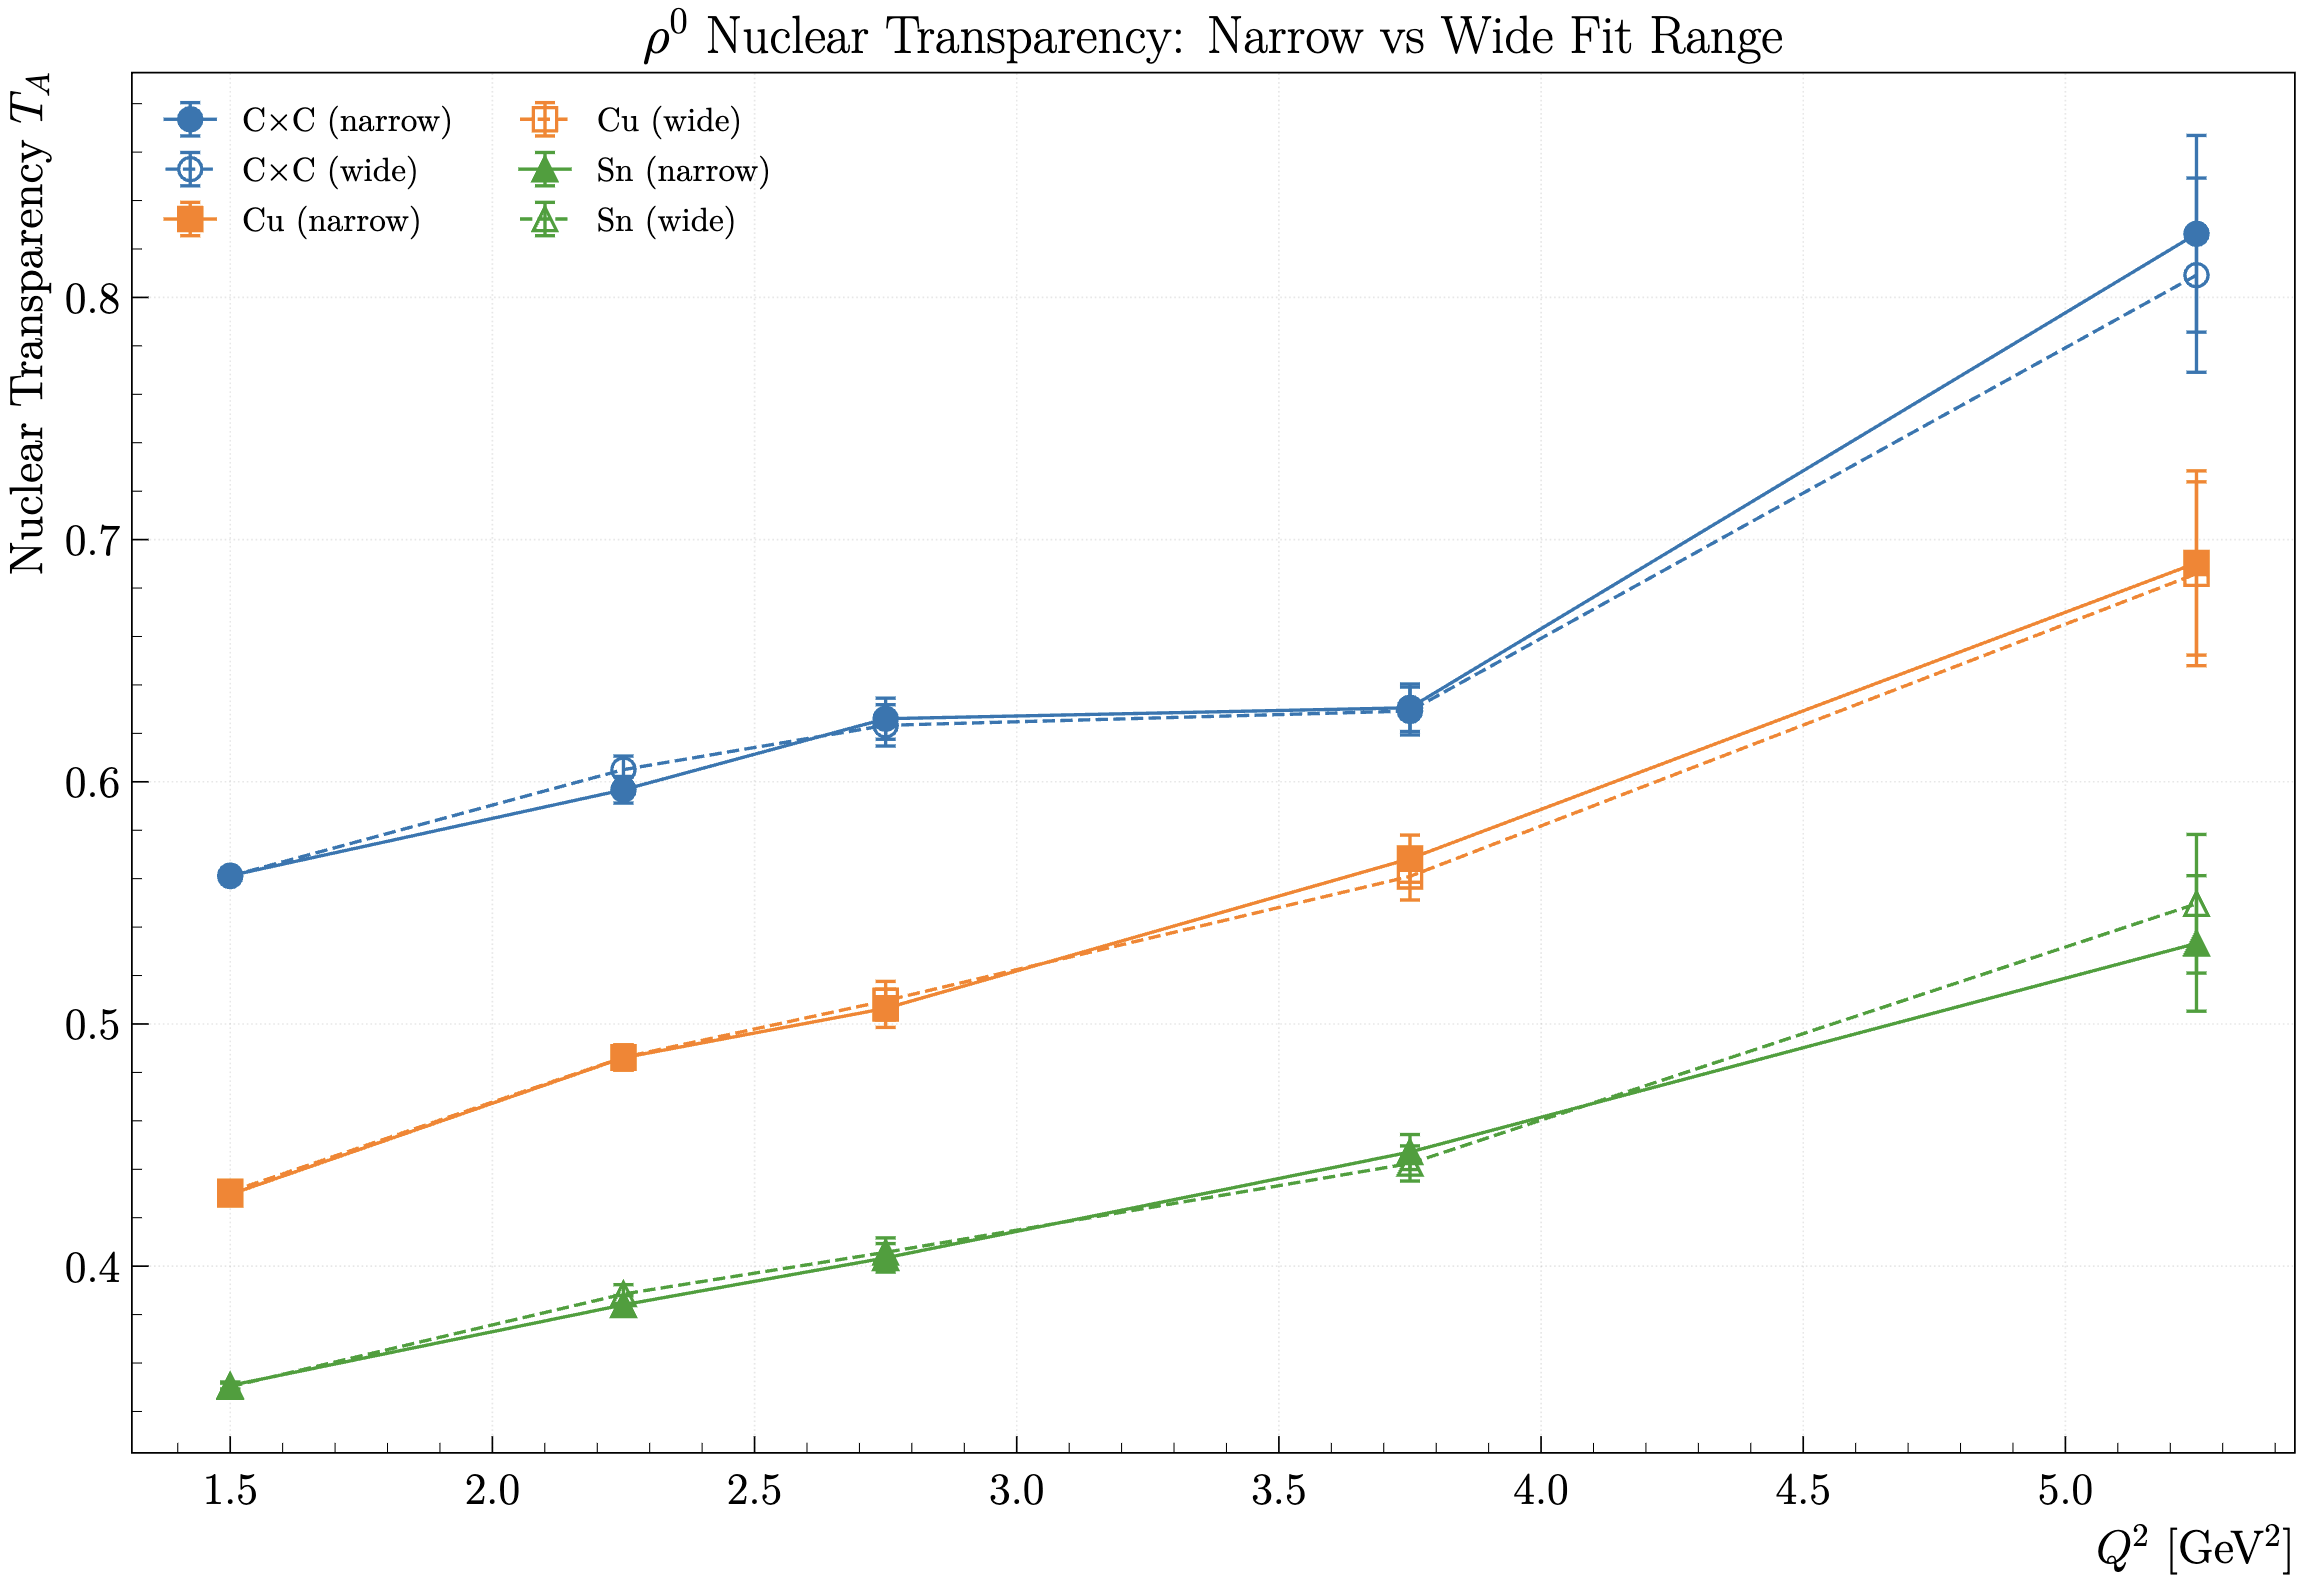 ρ⁰ Nuclear Transparency: Narrow vs Wide Fit Range
Nuclear Transparency T_A
C×C (narrow)
C×C (wide)
Cu (narrow)
Cu (wide)
Sn (narrow)
Sn (wide)
0.8
0.7
0.6
0.5
0.4
1.5 2.0 2.5 3.0 3.5 4.0 4.5 5.0
Q² [GeV²]